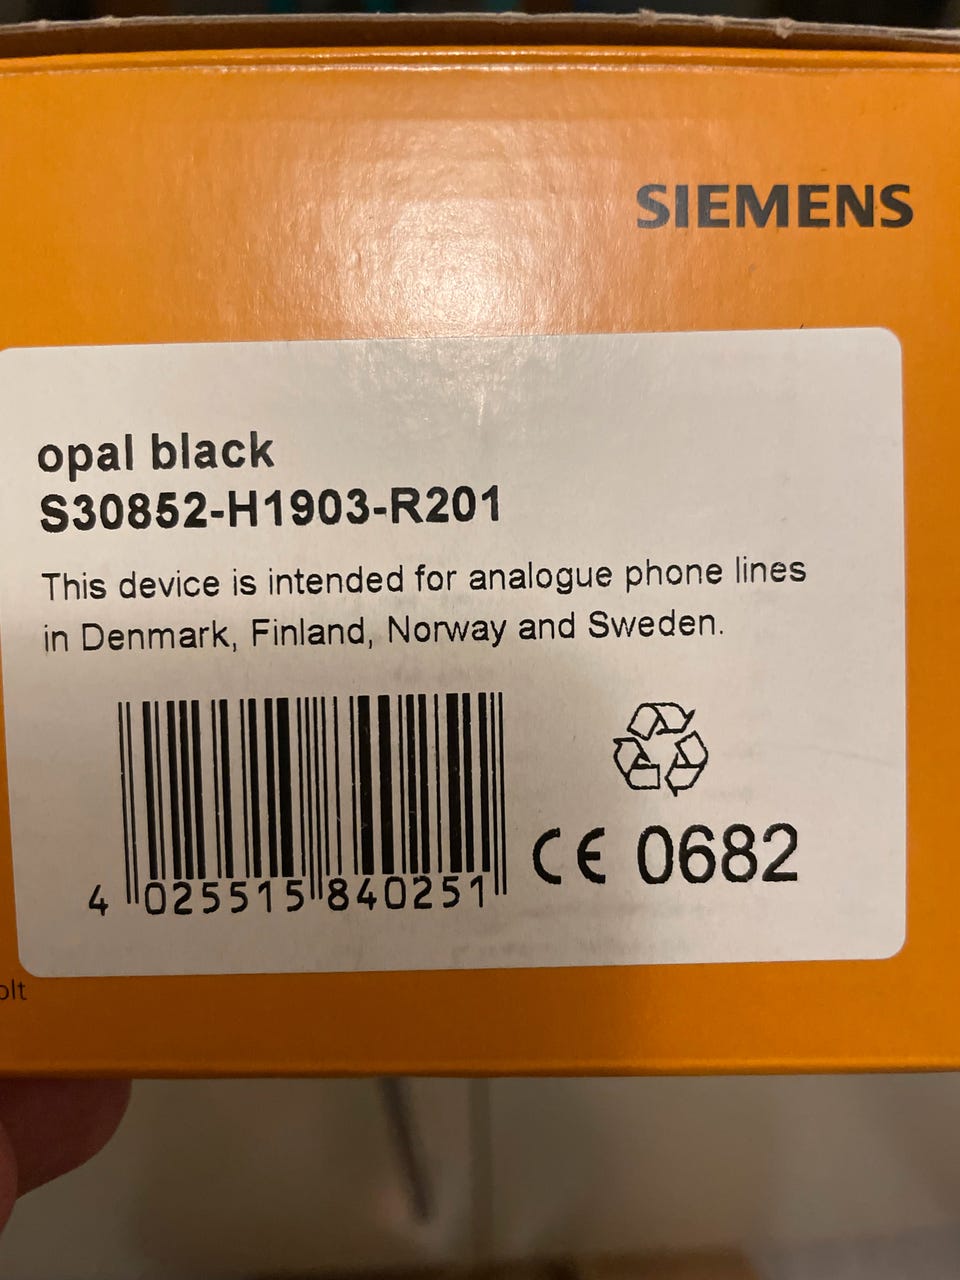 SIEMENS
opal black
S30852-H1903-R201
This device is intended for analogue phone lines
in Denmark, Finland, Norway and Sweden.
4 025515 840251
CE 0682
olt